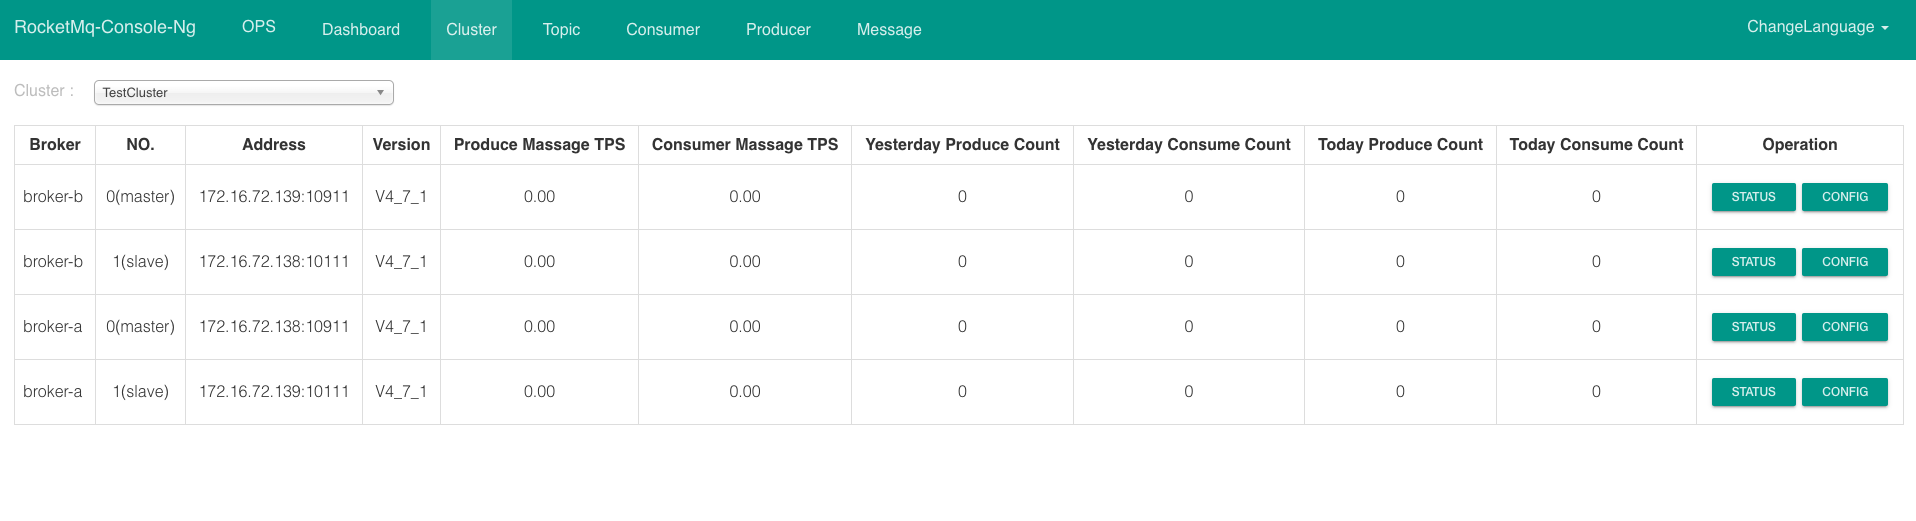 RocketMq-Console-Ng OPS Dashboard Cluster Topic Consumer Producer Message ChangeLanguage
Cluster : TestCluster
Broker NO. Address Version Produce Massage TPS Consumer Massage TPS Yesterday Produce Count Yesterday Consume Count Today Produce Count Today Consume Count Operation
broker-b 0(master) 172.16.72.139:10911 V4_7_1 0.00 0.00 0 0 0 0 STATUS CONFIG
broker-b 1(slave) 172.16.72.138:10111 V4_7_1 0.00 0.00 0 0 0 0 STATUS CONFIG
broker-a 0(master) 172.16.72.138:10911 V4_7_1 0.00 0.00 0 0 0 0 STATUS CONFIG
broker-a 1(slave) 172.16.72.139:10111 V4_7_1 0.00 0.00 0 0 0 0 STATUS CONFIG